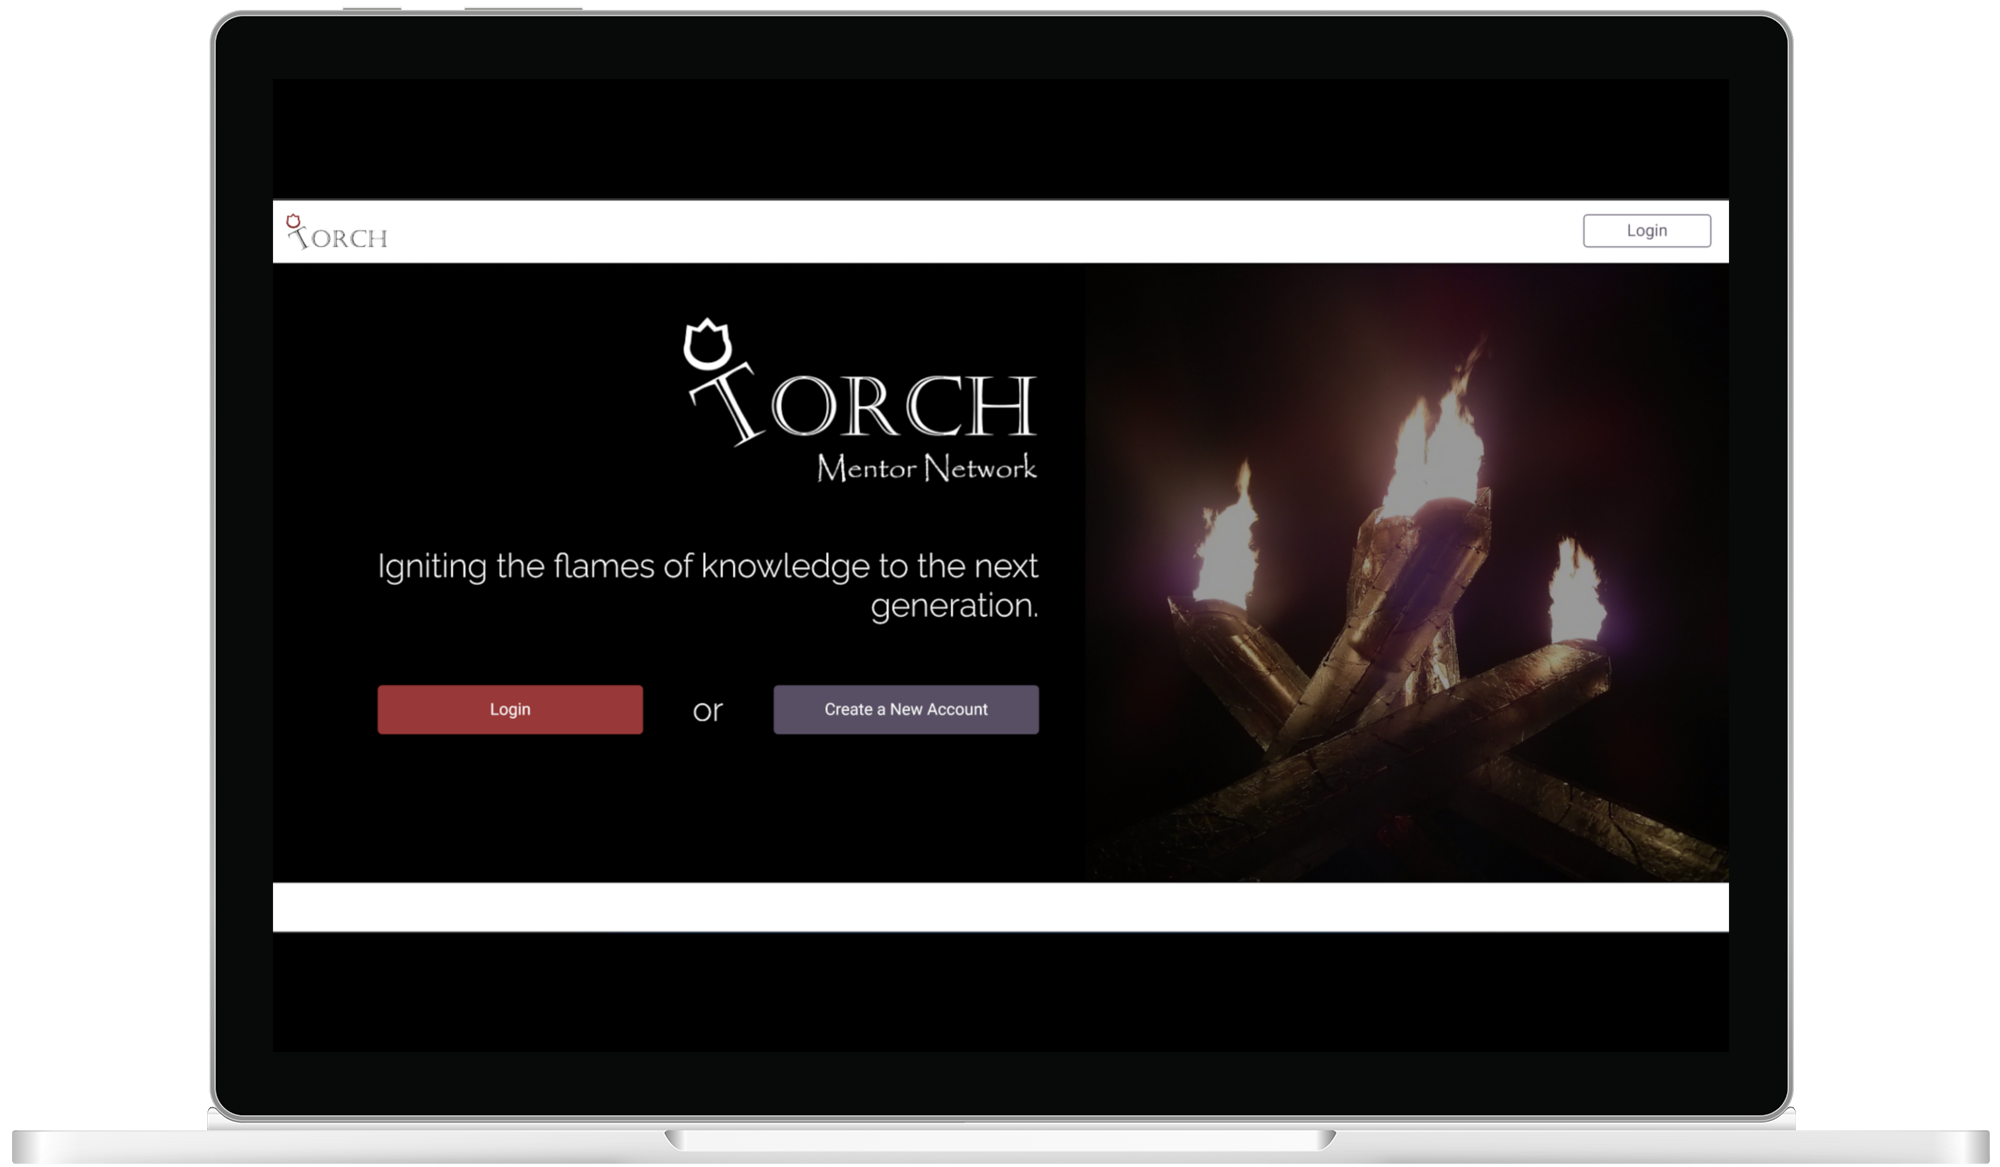 TORCH
Login
TORCH
Mentor Network
Igniting the flames of knowledge to the next
generation.
Login
or
Create a New Account